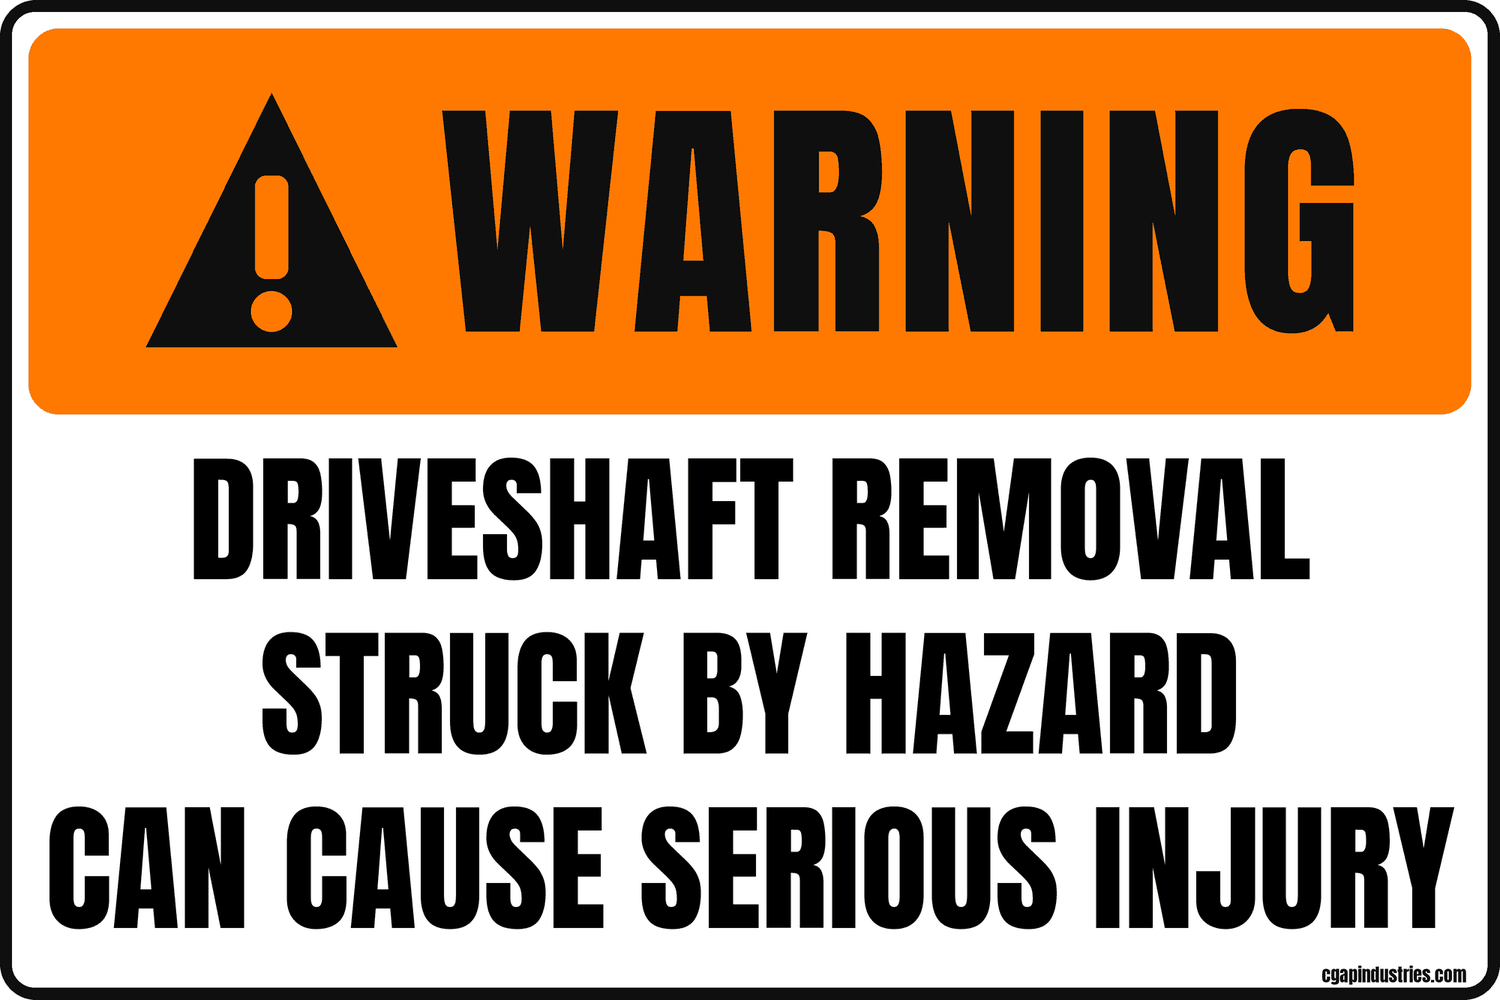 WARNING
DRIVESHAFT REMOVAL
STRUCK BY HAZARD
CAN CAUSE SERIOUS INJURY
cgapindustries.com